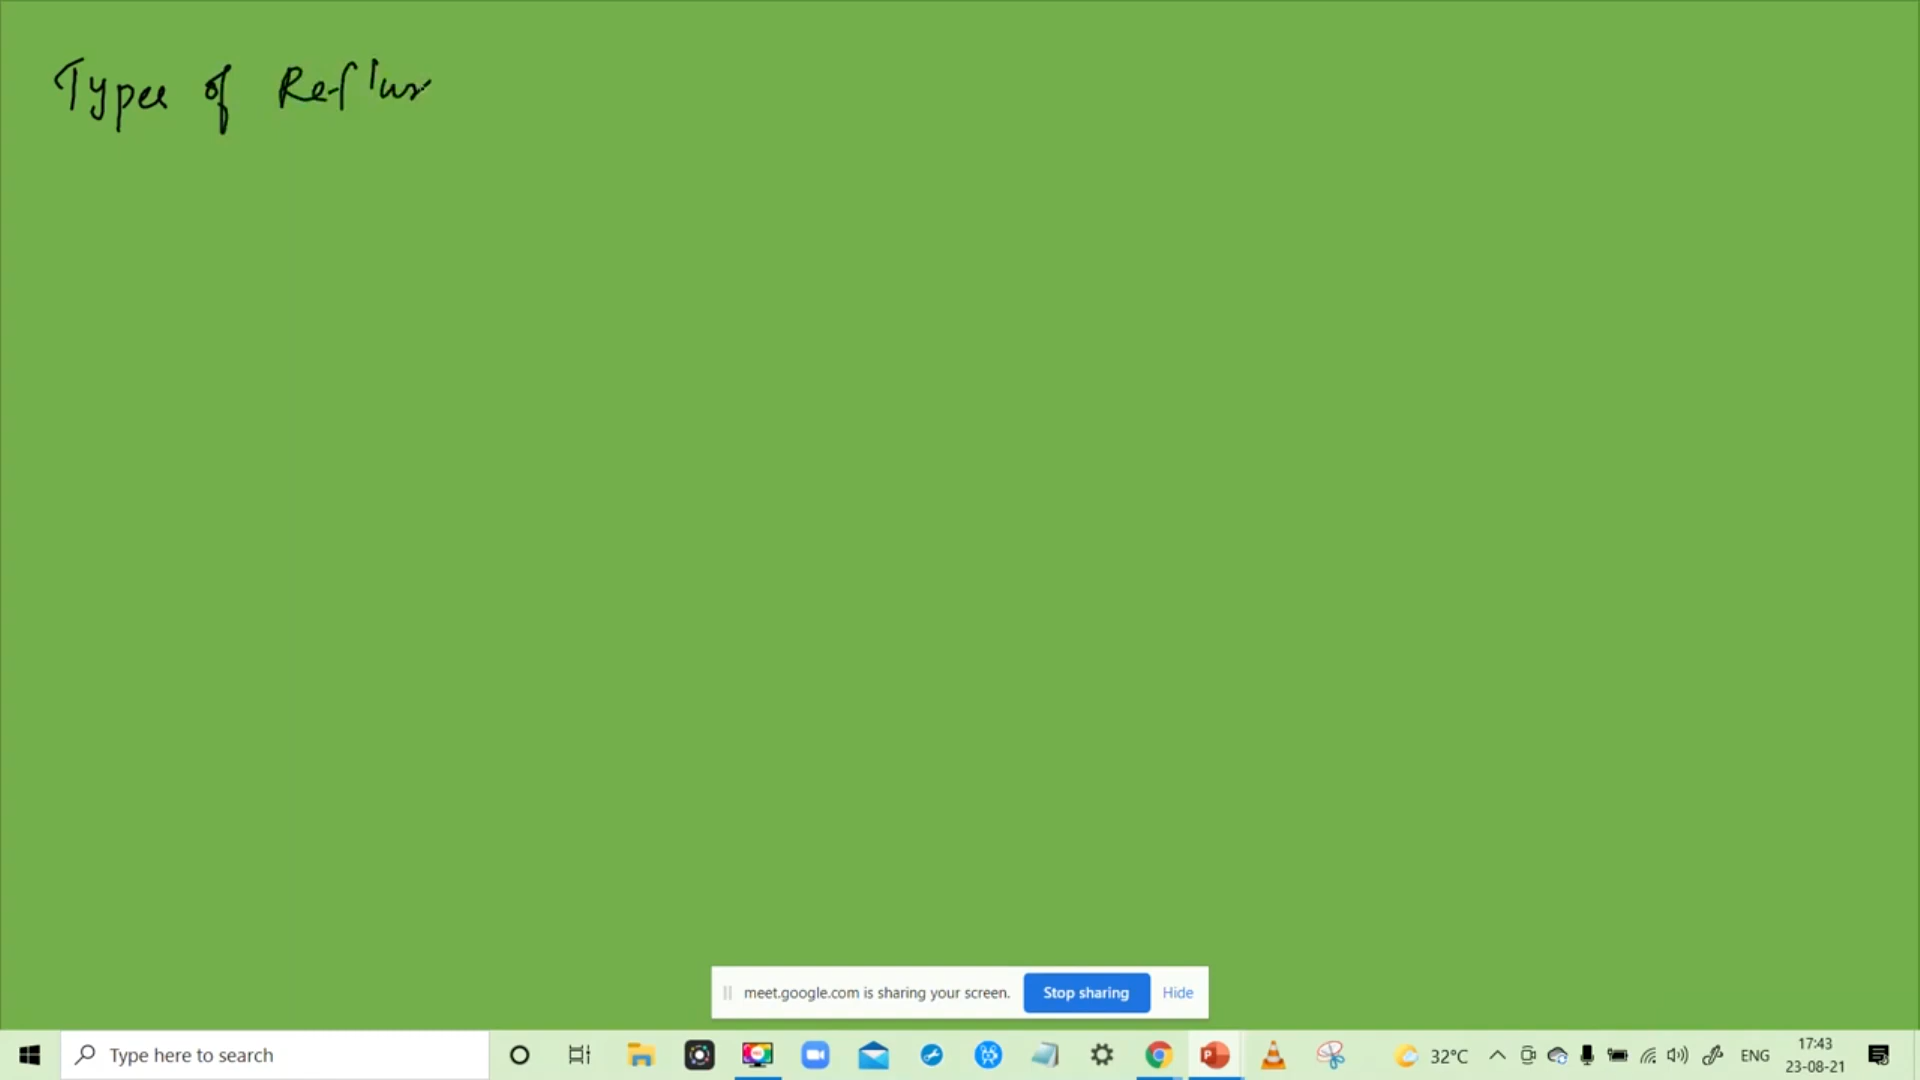 Types of Reflux
meet.google.com is sharing your screen. Stop sharing Hide
Type here to search 32°C ENG 17:43
23-08-21